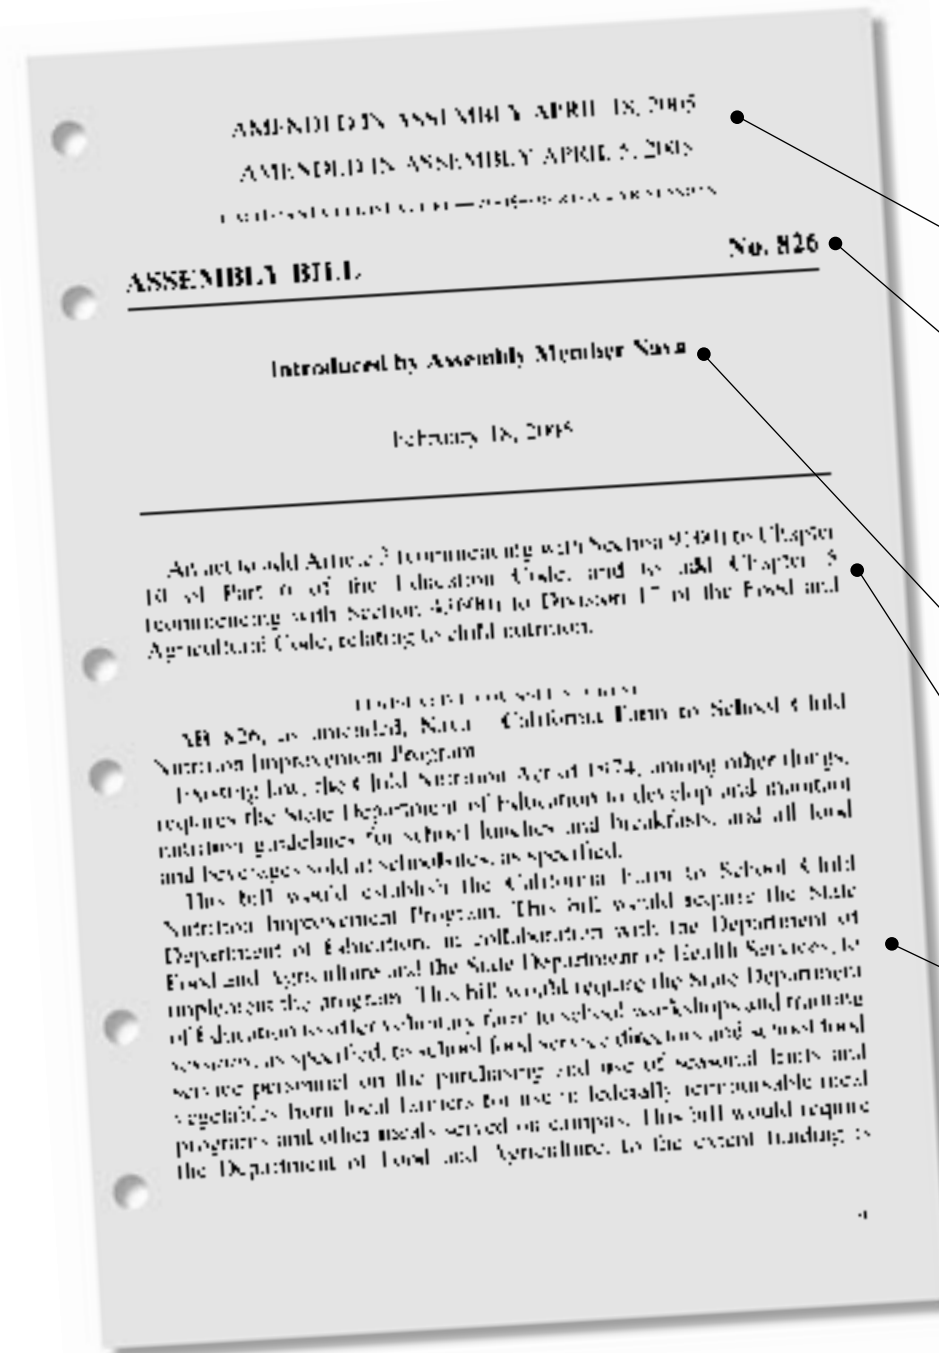 AMENDED IN ASSEMBLY APRIL 18, 2005
AMENDED IN ASSEMBLY APRIL 5, 2005
ASSEMBLY BILL No. 826
Introduced by Assembly Member Nava
February 18, 2005
An act to add Article 3 (commencing with Section to Chapter
of Part 6 of the Education Code, and to add Chapter 5
(commencing with Section to Division 17 of the Food and
Agricultural Code, relating to child nutrition.
LEGISLATIVE COUNSEL'S DIGEST
AB 826, as amended, Nava California Farm to School Child
Nutrition Improvement Program
Existing law, the Child Nutrition Act of 1974, among other things,
requires the State Department of Education to develop and maintain
nutrition guidelines for school lunches and breakfasts, and all food
and beverages sold at schoolsites, as specified.
This bill would establish the California Farm to School Child
Nutrition Improvement Program. This bill would require the State
Department of Education, in collaboration with the Department of
Food and Agriculture and the State Department of Health Services, to
implement the program. This bill would require the State Department
of Education to offer voluntary farm to school workshops and training
sessions, as specified, to school food service directors and school food
service personnel on the purchasing and use of seasonal fruits and
vegetables from local farmers for use in federally reimbursable meal
programs and other meals served on campus. This bill would require
the Department of Food and Agriculture, to the extent funding is